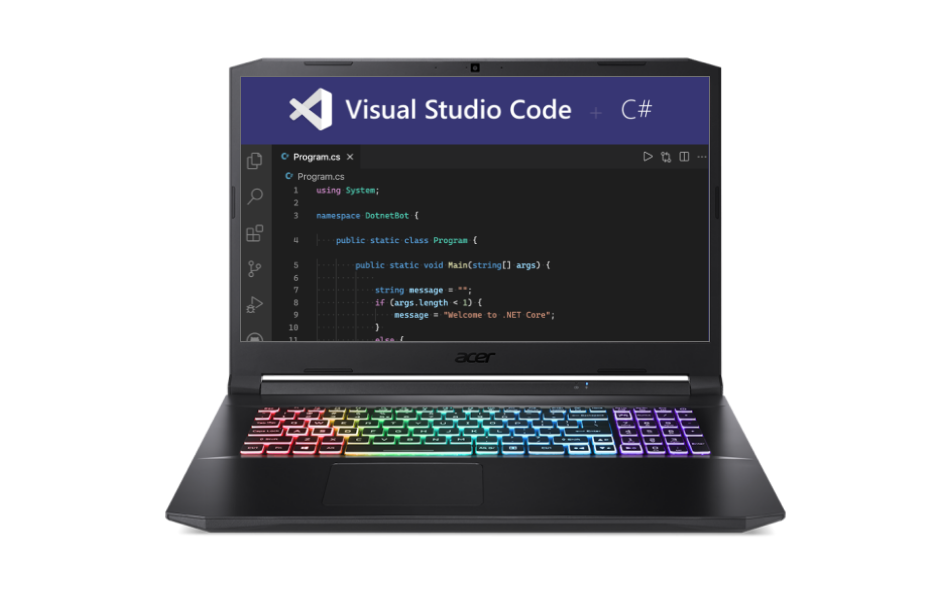 Visual Studio Code + C#
Program.cs ×
Program.cs
1 using System;
2
3 namespace DotnetBot {
4 public static class Program {
5 public static void Main(string[] args) {
6
7 string message = "";
8 if (args.length < 1) {
9 message = "Welcome to .NET Core";
10 }
11 else {
acer